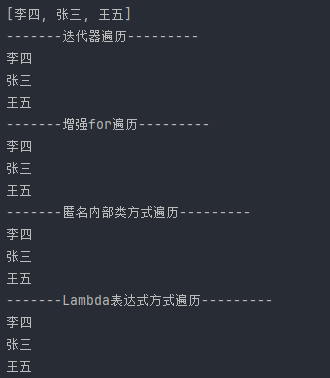 [李四, 张三, 王五]
-------迭代器遍历---------
李四
张三
王五
-------增强for遍历---------
李四
张三
王五
-------匿名内部类方式遍历---------
李四
张三
王五
-------Lambda表达式方式遍历---------
李四
张三
王五